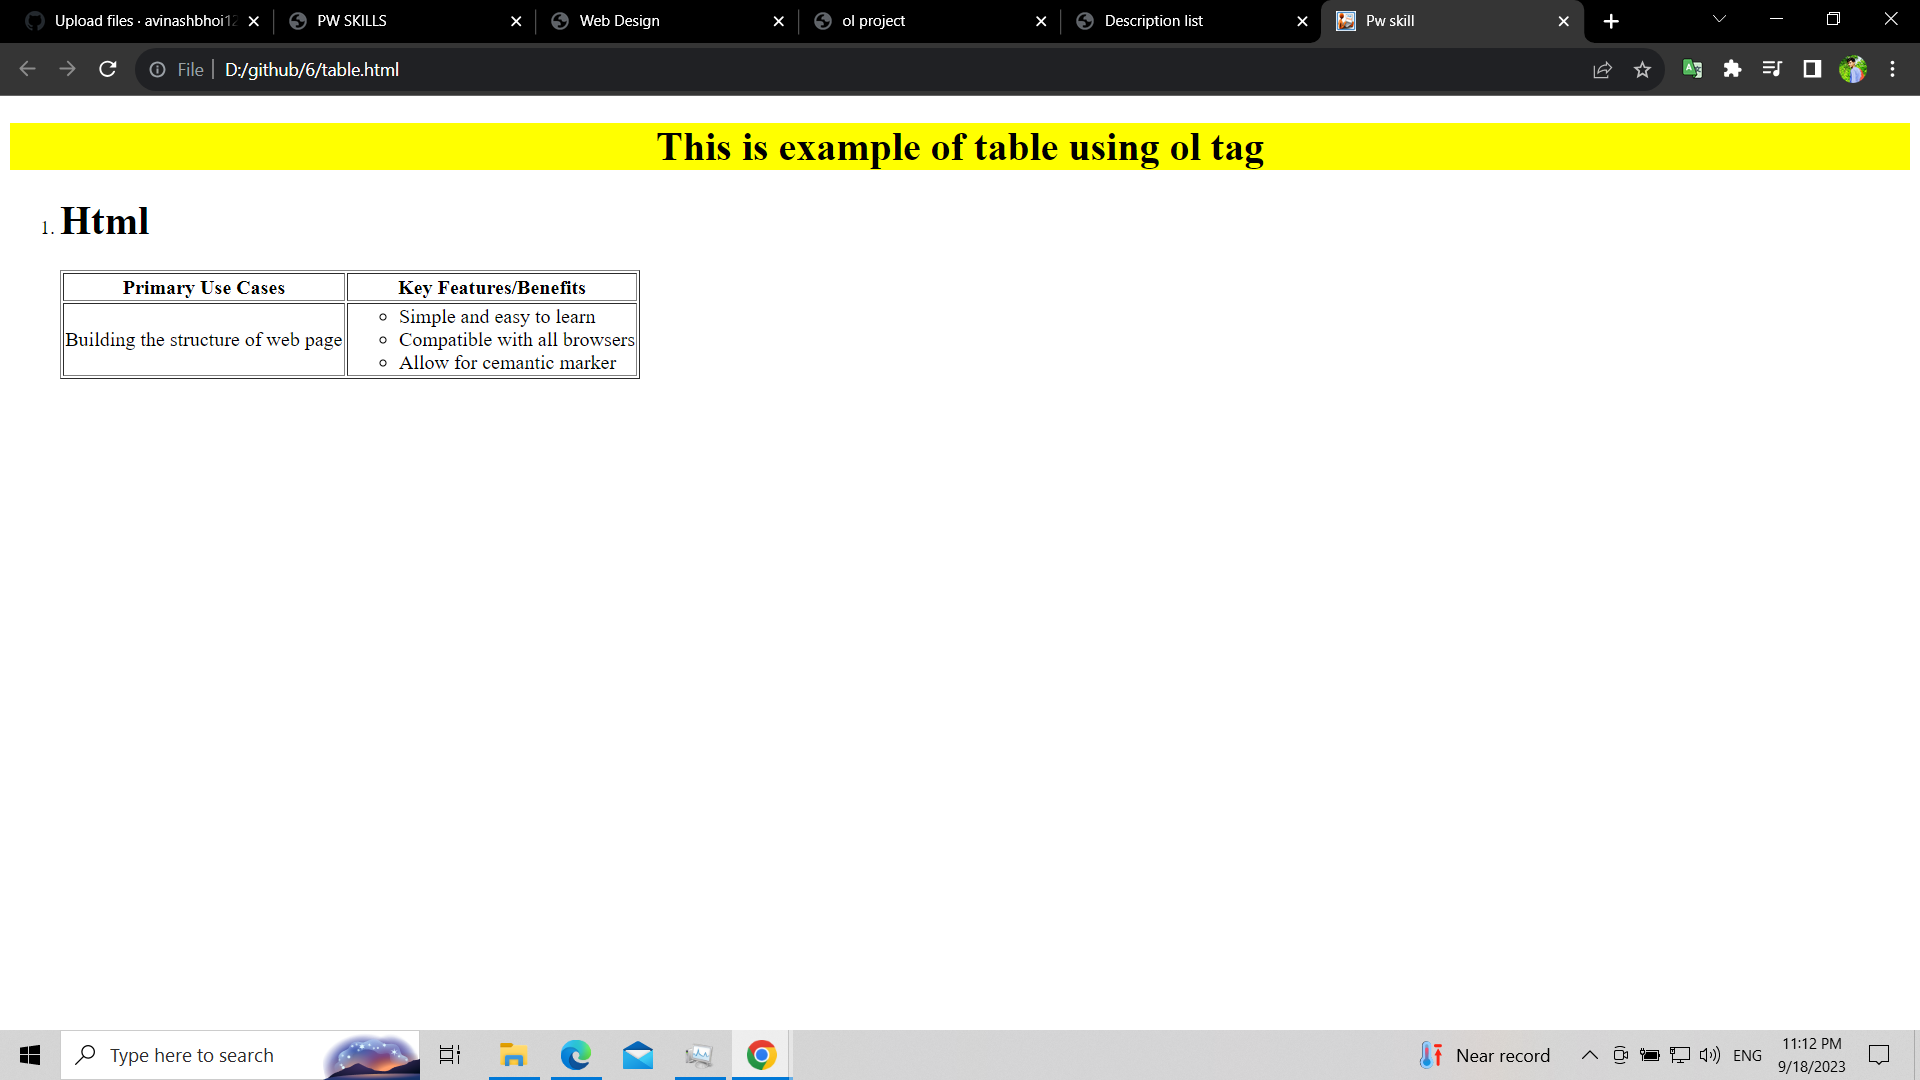 Upload files · avinashbhoi12
PW SKILLS
Web Design
ol project
Description list
Pw skill
File
D:/github/6/table.html
This is example of table using ol tag
1. Html
Primary Use Cases
Key Features/Benefits
Building the structure of web page
Simple and easy to learn
Compatible with all browsers
Allow for cemantic marker
Type here to search
Near record
ENG
11:12 PM
9/18/2023